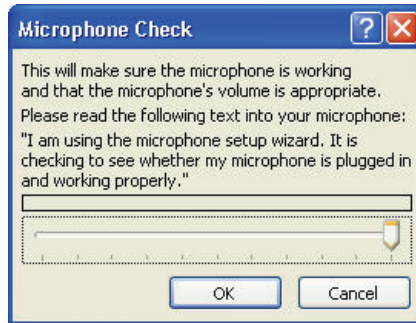 Microphone Check
This will make sure the microphone is working
and that the microphone's volume is appropriate.
Please read the following text into your microphone:
"I am using the microphone setup wizard. It is
checking to see whether my microphone is plugged in
and working properly."
OK Cancel